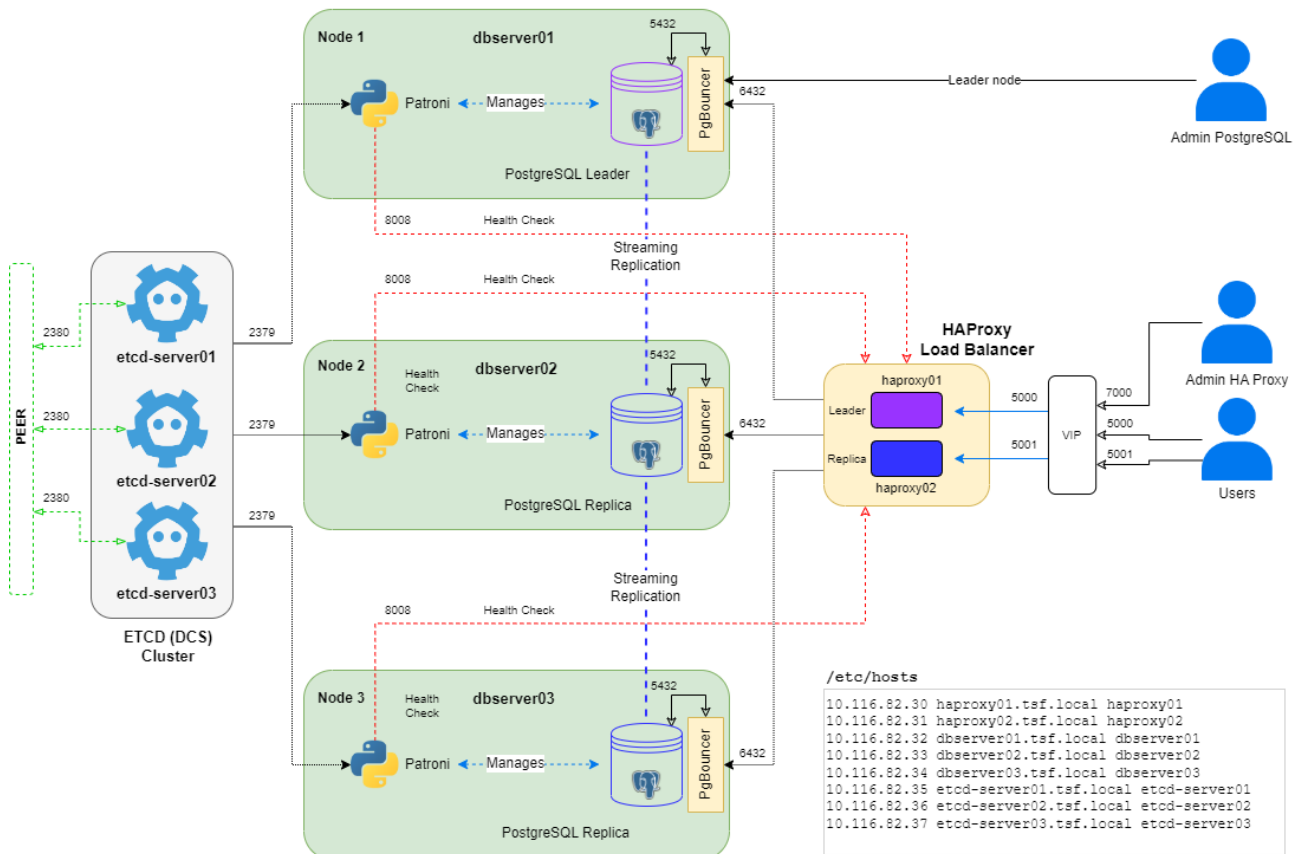 Node 1
dbserver01
5432
Patroni
Manages
PgBouncer
6432
PostgreSQL Leader
Leader node
Admin PostgreSQL
8008
Health Check
Streaming
Replication
8008
Health Check
PEER
2380
2380
2380
etcd-server01
etcd-server02
etcd-server03
ETCD (DCS)
Cluster
2379
2379
2379
Node 2
dbserver02
5432
Health
Check
Patroni
Manages
PgBouncer
6432
PostgreSQL Replica
HAProxy
Load Balancer
haproxy01
Leader
Replica
haproxy02
5000
5001
VIP
7000
5000
5001
Admin HA Proxy
Users
Streaming
Replication
8008
Health Check
Node 3
dbserver03
5432
Health
Check
Patroni
Manages
PgBouncer
6432
PostgreSQL Replica
/etc/hosts
10.116.82.30 haproxy01.tsf.local haproxy01
10.116.82.31 haproxy02.tsf.local haproxy02
10.116.82.32 dbserver01.tsf.local dbserver01
10.116.82.33 dbserver02.tsf.local dbserver02
10.116.82.34 dbserver03.tsf.local dbserver03
10.116.82.35 etcd-server01.tsf.local etcd-server01
10.116.82.36 etcd-server02.tsf.local etcd-server02
10.116.82.37 etcd-server03.tsf.local etcd-server03